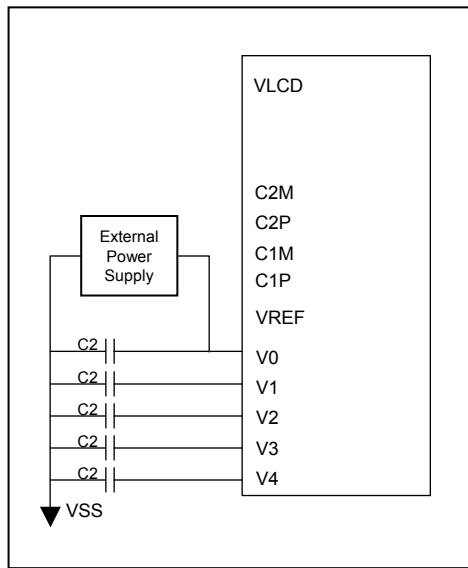 VLCD
C2M
C2P
C1M
C1P
VREF
External
Power
Supply
C2
V0
C2
V1
C2
V2
C2
V3
C2
V4
VSS